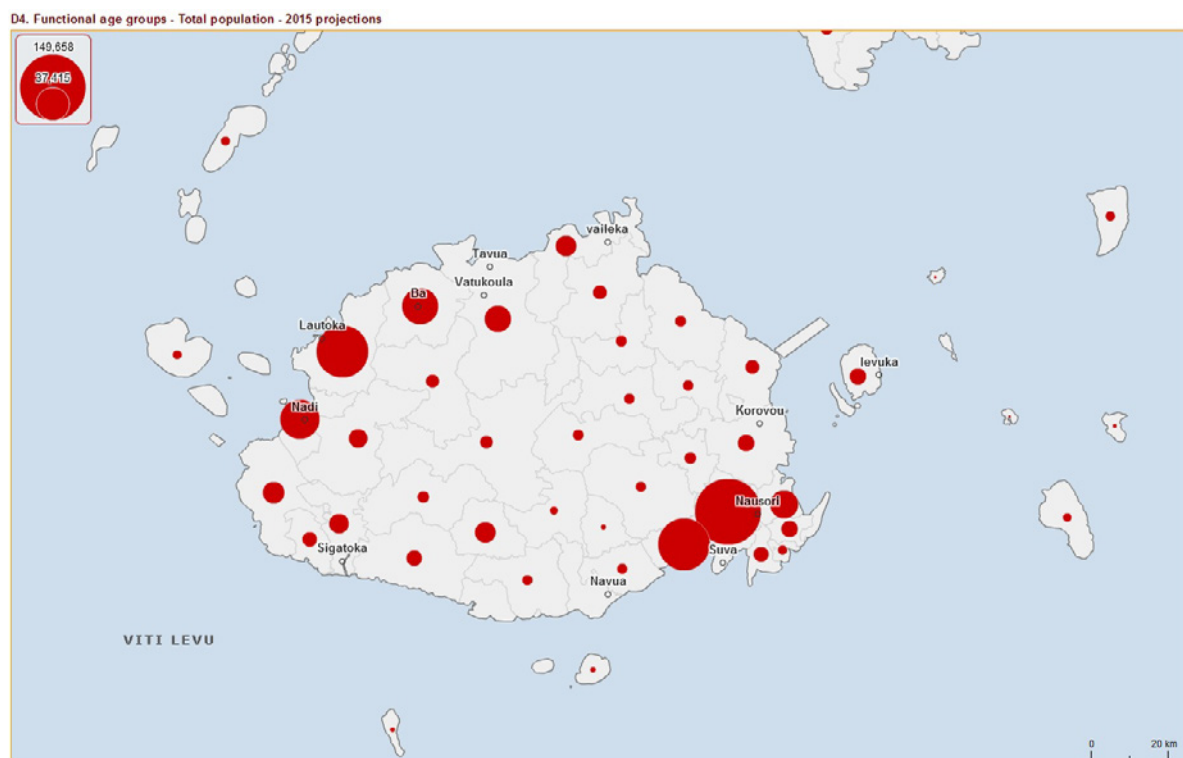 D4. Functional age groups - Total population - 2015 projections
149,658
37,415
vaileka
Tavua
Vatukoula
Ba
Lautoka
levuka
Nadi
Korovou
Nausori
Suva
Sigatoka
Navua
VITI LEVU
0 20 km